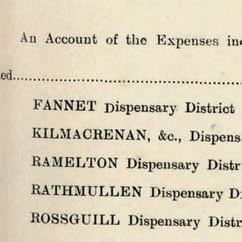 An Account of the Expenses in
ed..............................
FANNET Dispensary District
KILMACRENAN, &c., Dispens
RAMELTON Dispensary Distr
RATHMULLEN Dispensary D
ROSSGUILL Dispensary Distric